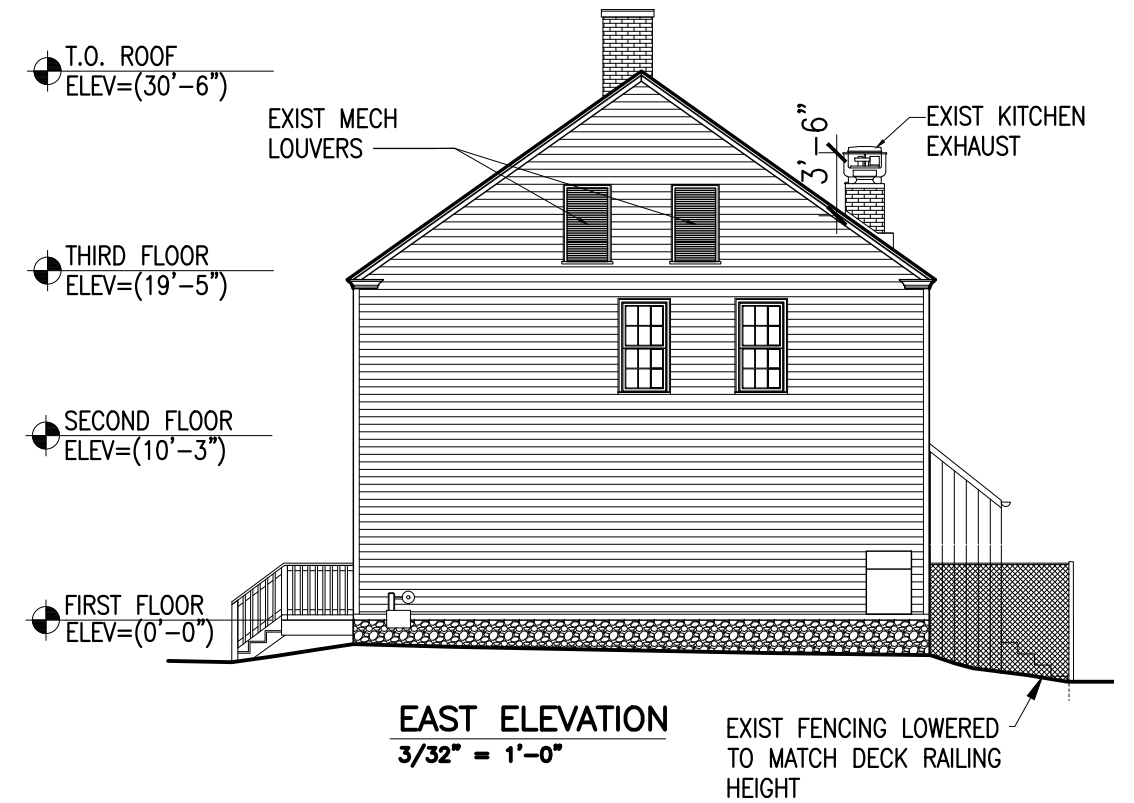 T.O. ROOF
ELEV=(30'-6")
EXIST MECH
LOUVERS
3'-6"
EXIST KITCHEN
EXHAUST
THIRD FLOOR
ELEV=(19'-5")
SECOND FLOOR
ELEV=(10'-3")
FIRST FLOOR
ELEV=(0'-0")
EAST ELEVATION
3/32" = 1'-0"
EXIST FENCING LOWERED
TO MATCH DECK RAILING
HEIGHT